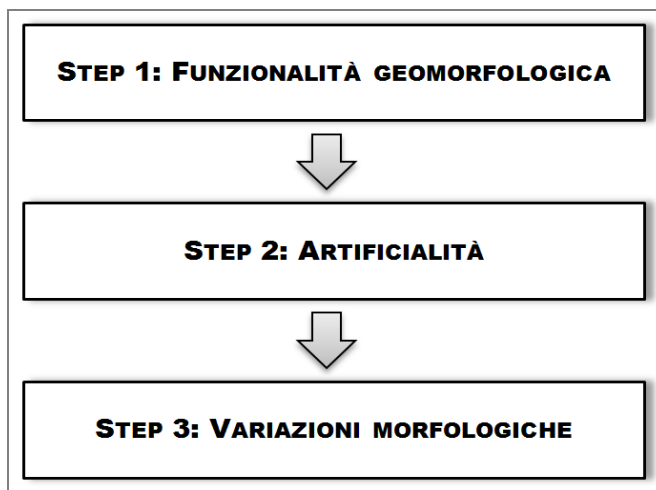 Step 1: Funzionalità geomorfologica
Step 2: Artificialità
Step 3: Variazioni morfologiche